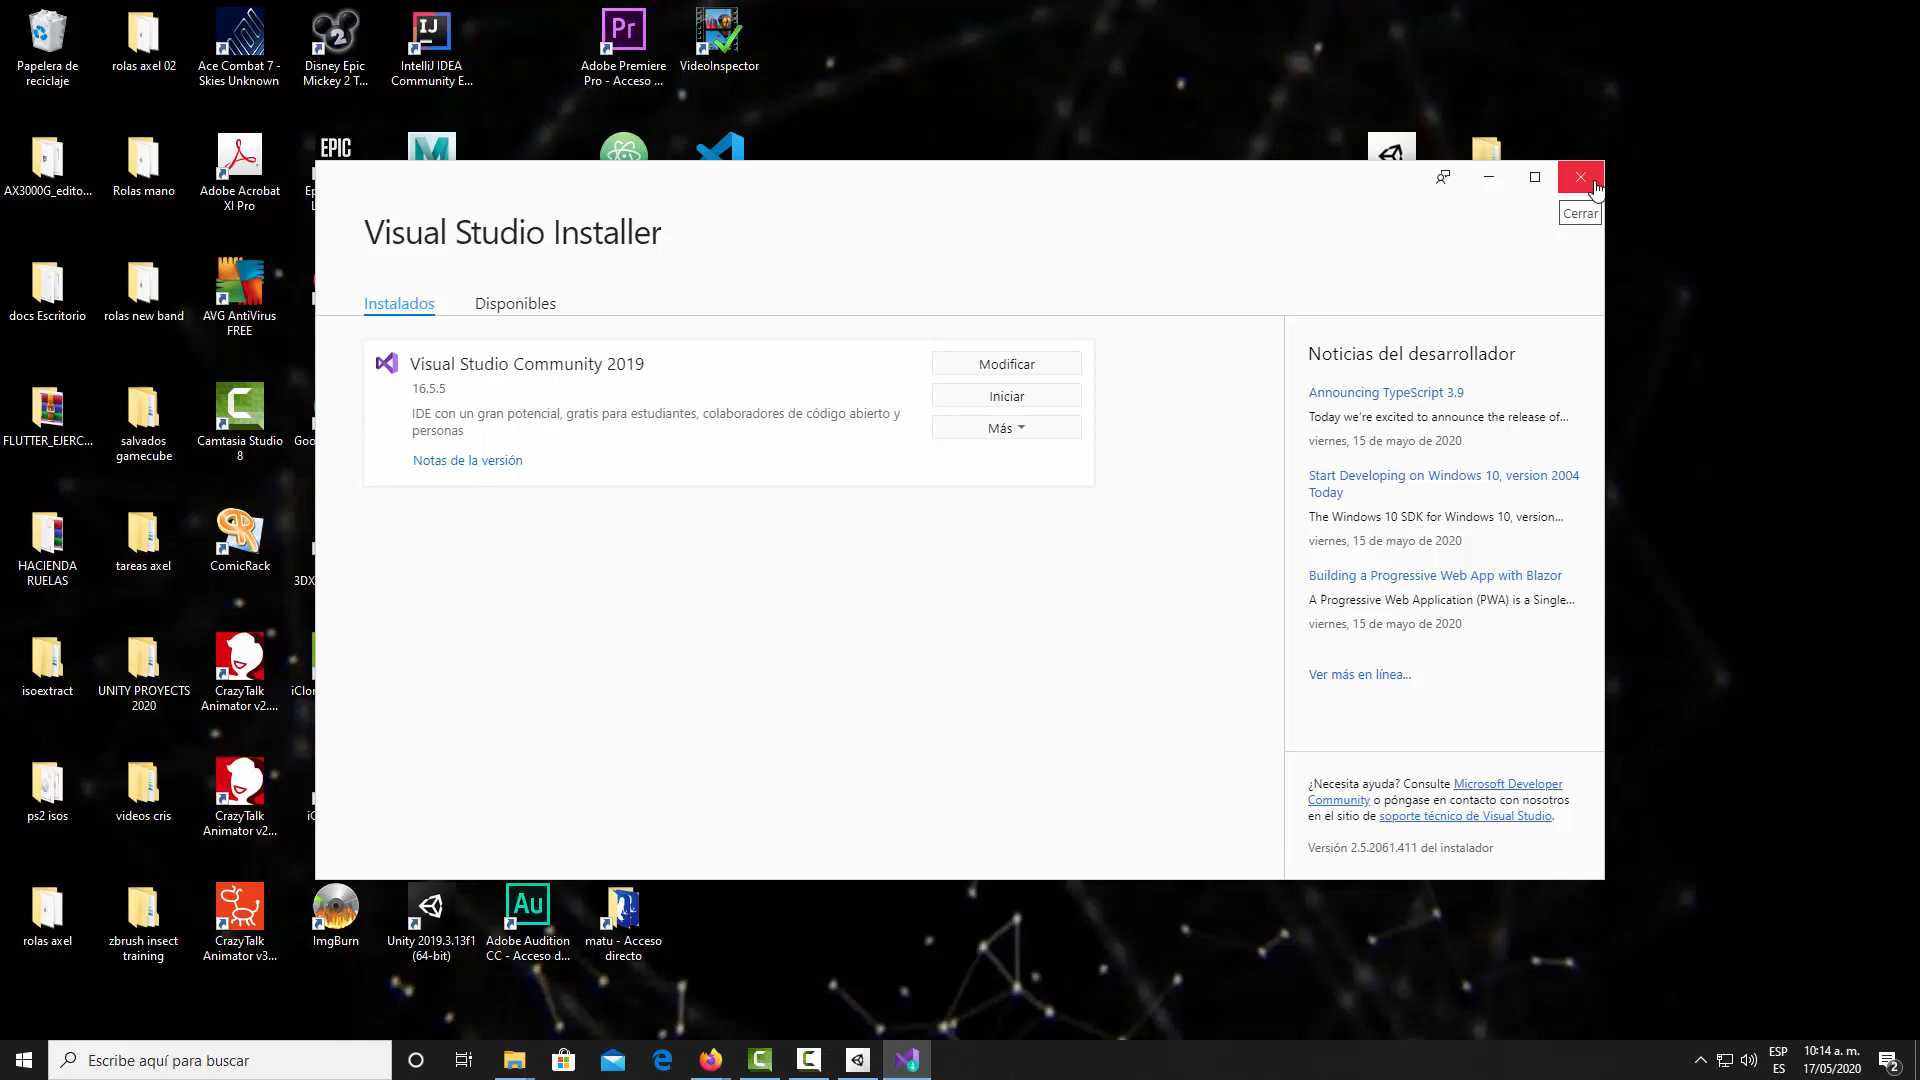 Papelera de
reciclaje
rolas axel 02
Ace Combat 7 -
Skies Unknown
Disney Epic
Mickey 2 T...
IntelliJ IDEA
Community E...
Adobe Premiere
Pro - Acceso ...
VideoInspector
AX3000G_edito...
Rolas mano
Adobe Acrobat
XI Pro
EPIC
docs Escritorio
rolas new band
AVG AntiVirus
FREE
FLUTTER_EJERC...
salvados
gamecube
Camtasia Studio
8
HACIENDA
RUELAS
tareas axel
ComicRack
3DX
isoextract
UNITY PROYECTS
2020
CrazyTalk
Animator v2....
ps2 isos
videos cris
CrazyTalk
Animator v2...
rolas axel
zbrush insect
training
CrazyTalk
Animator v3...
ImgBurn
Unity 2019.3.13f1
(64-bit)
Adobe Audition
CC - Acceso d...
matu - Acceso
directo
Cerrar
Visual Studio Installer
Instalados
Disponibles
Visual Studio Community 2019
16.5.5
IDE con un gran potencial, gratis para estudiantes, colaboradores de código abierto y
personas
Notas de la versión
Modificar
Iniciar
Más
Noticias del desarrollador
Announcing TypeScript 3.9
Today we're excited to announce the release of...
viernes, 15 de mayo de 2020
Start Developing on Windows 10, version 2004
Today
The Windows 10 SDK for Windows 10, version...
viernes, 15 de mayo de 2020
Building a Progressive Web App with Blazor
A Progressive Web Application (PWA) is a Single...
viernes, 15 de mayo de 2020
Ver más en línea...
¿Necesita ayuda? Consulte Microsoft Developer
Community o póngase en contacto con nosotros
en el sitio de soporte técnico de Visual Studio.
Versión 2.5.2061.411 del instalador
Escribe aquí para buscar
ESP
ES
10:14 a. m.
17/05/2020
2